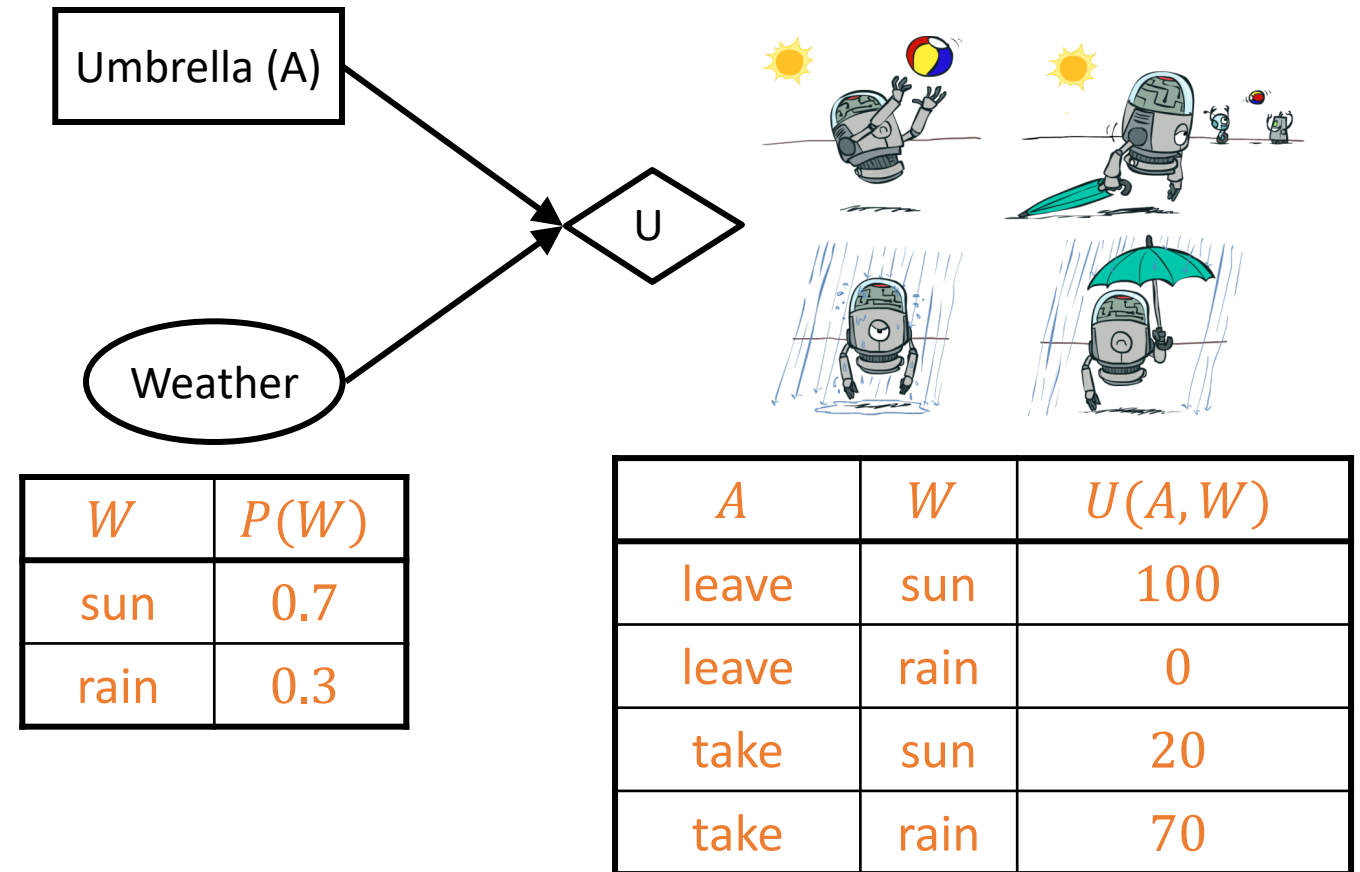 Umbrella (A)
U
Weather
W P(W)
sun 0.7
rain 0.3
A W U(A, W)
leave sun 100
leave rain 0
take sun 20
take rain 70